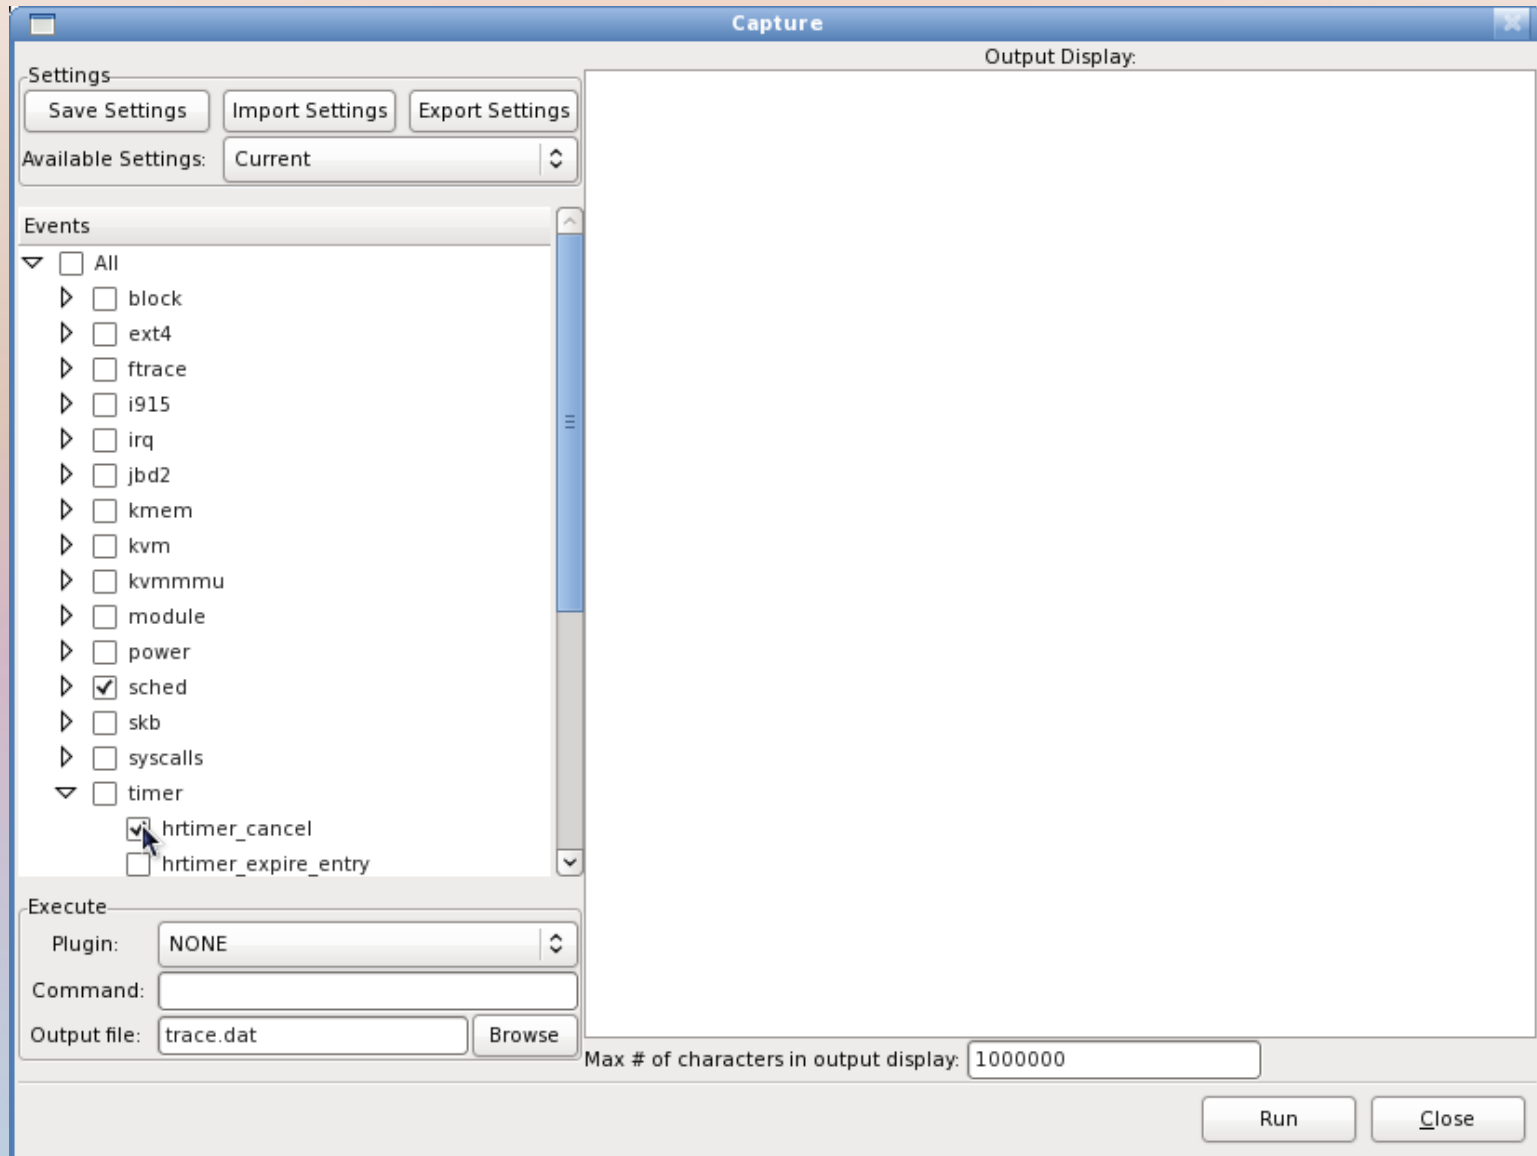 Capture
Settings
Save Settings Import Settings Export Settings
Available Settings: Current
Events
All
block
ext4
ftrace
i915
irq
jbd2
kmem
kvm
kvmmmu
module
power
sched
skb
syscalls
timer
hrtimer_cancel
hrtimer_expire_entry
Execute
Plugin: NONE
Command:
Output file: trace.dat Browse
Output Display:
Max # of characters in output display: 1000000
Run Close